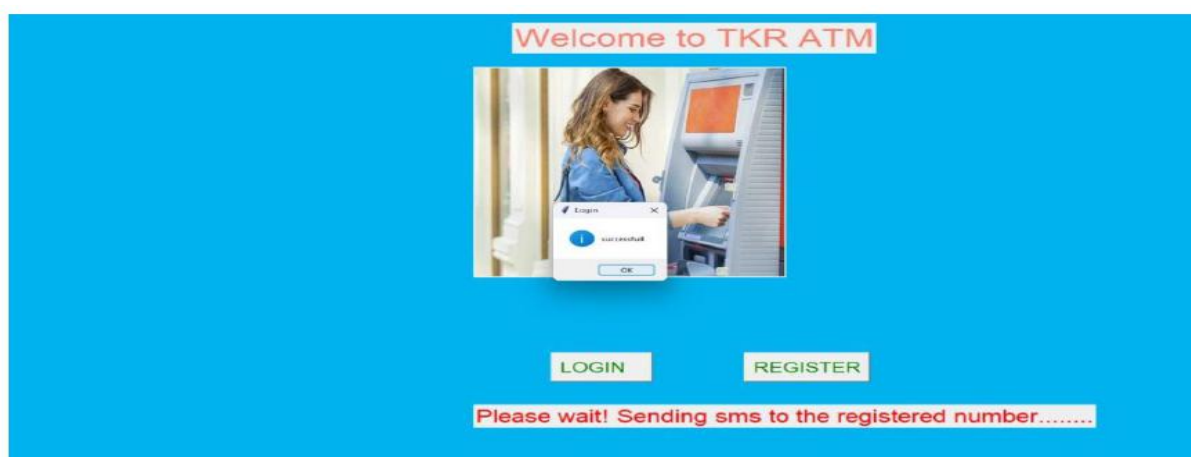 Welcome to TKR ATM
Login
successfull
OK
LOGIN
REGISTER
Please wait! Sending sms to the registered number........